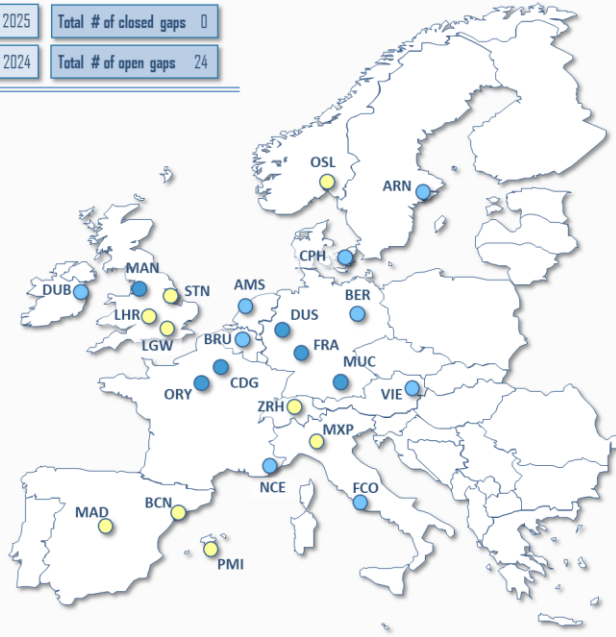 2025 Total # of closed gaps 0
2024 Total # of open gaps 24
OSL
ARN
CPH
MAN
DUB
STN
AMS
BER
LHR
DUS
LGW
BRU
FRA
MUC
CDG
ORY
VIE
ZRH
MXP
NCE
FCO
BCN
MAD
PMI